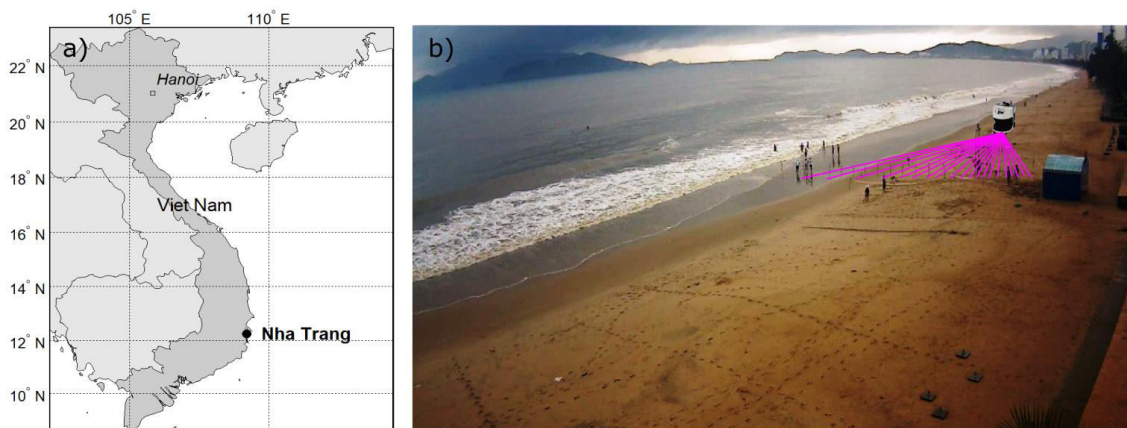 105° E 110° E
a)
22° N
Hanoi
20° N
18° N
Viet Nam
16° N
14° N
Nha Trang
12° N
10° N
b)